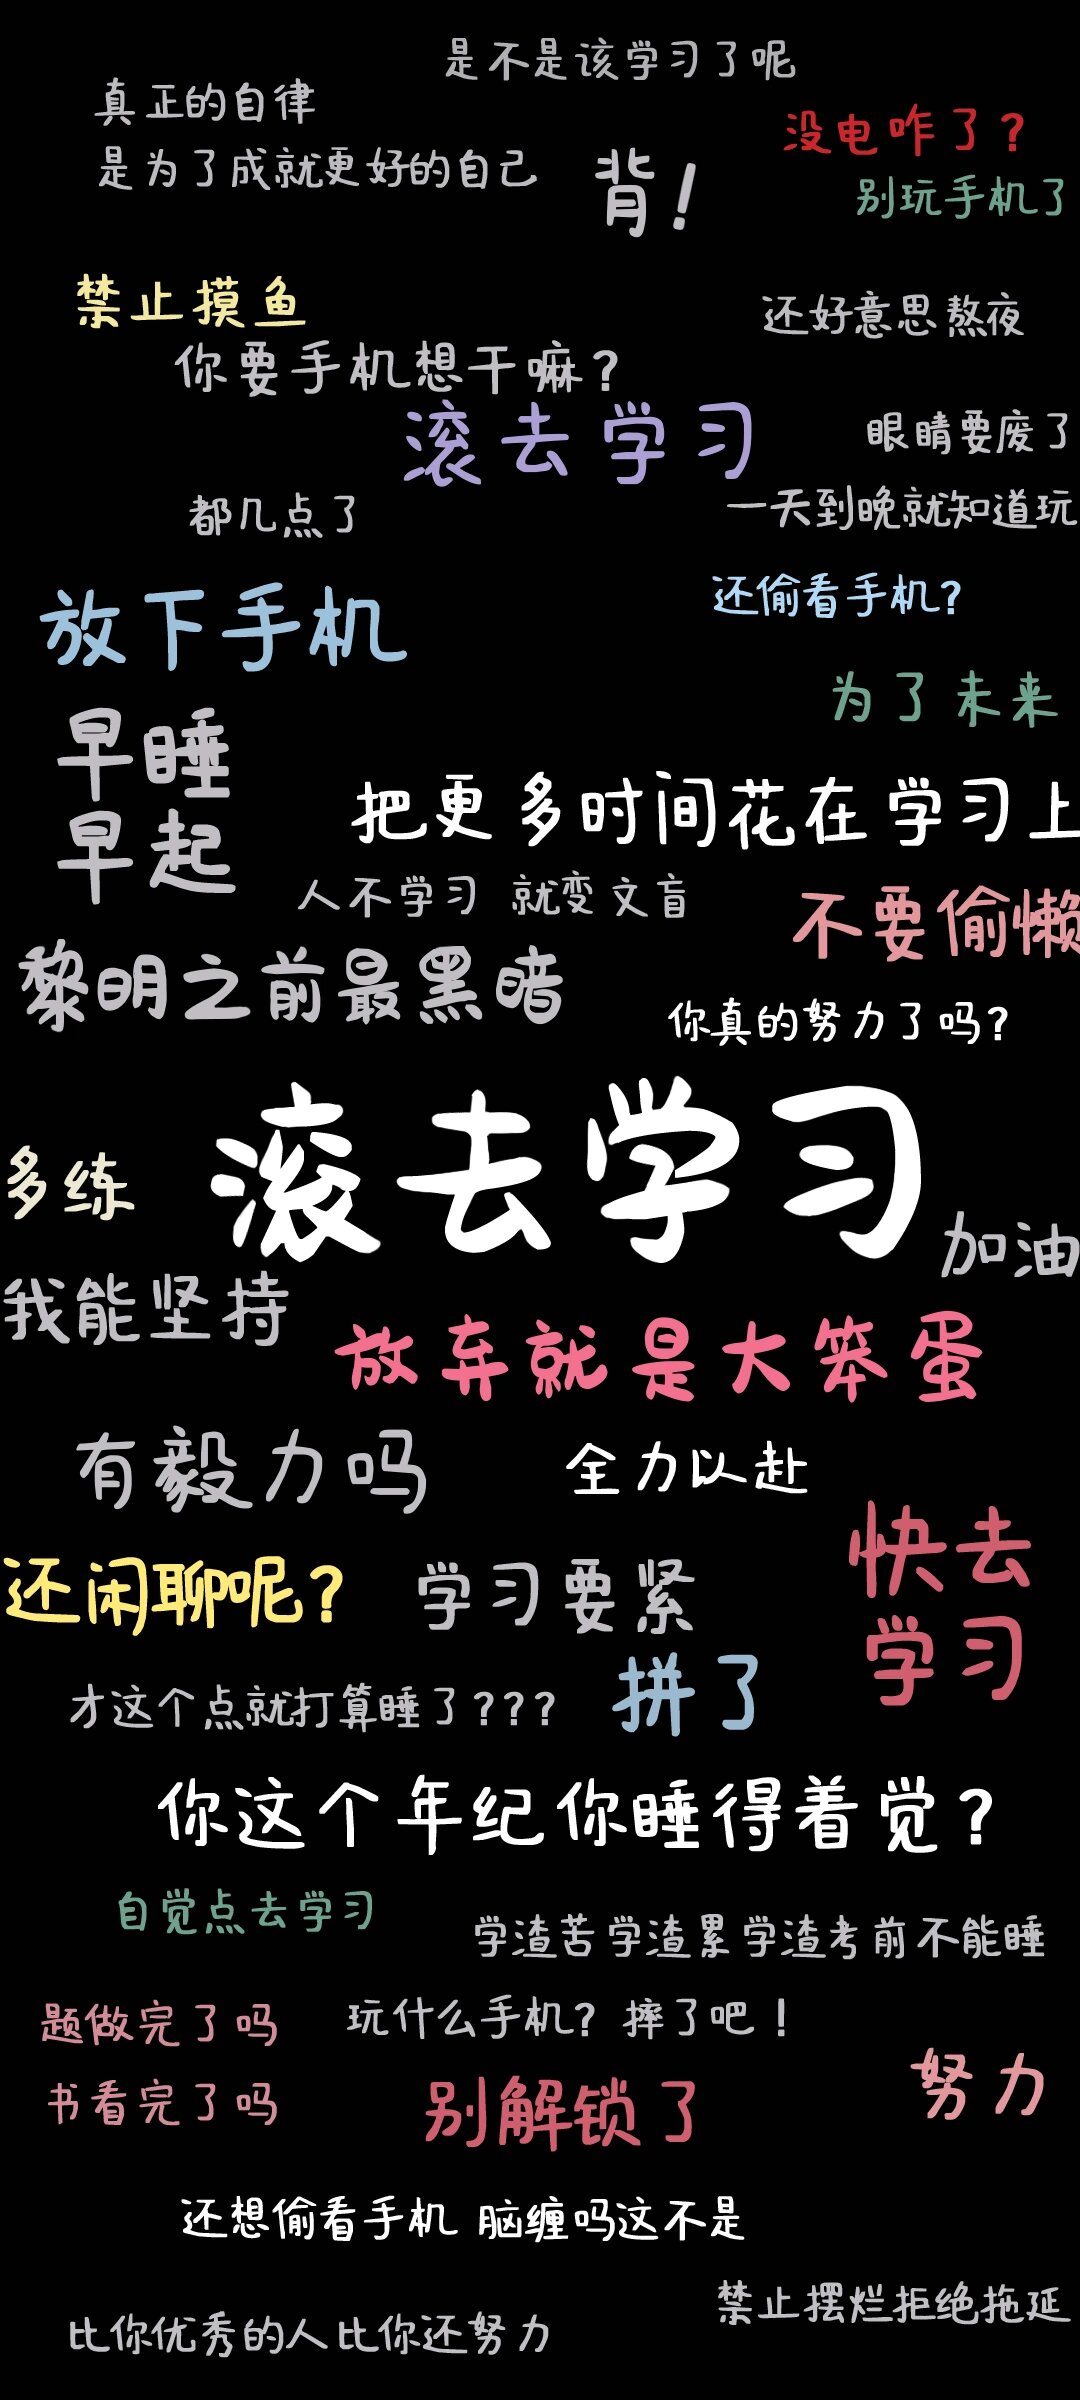 是不是该学习了呢
真正的自律
是为了成就更好的自己
背！
没电咋了？
别玩手机了
禁止摸鱼
还好意思熬夜
你要手机想干嘛？
滚去学习
眼睛要废了
都几点了
一天到晚就知道玩
还偷看手机？
放下手机
为了未来
早睡
早起
把更多时间花在学习上
人不学习 就变文盲
不要偷懒
黎明之前最黑暗
你真的努力了吗？
滚去学习
多练
加油
我能坚持
放弃就是大笨蛋
有毅力吗
全力以赴
快去
学习
还闲聊呢？
学习要紧
拼了
才这个点就打算睡了？？？
你这个年纪你睡得着觉？
自觉点去学习
学渣苦学渣累学渣考前不能睡
题做完了吗
玩什么手机？摔了吧！
书看完了吗
别解锁了
努力
还想偷看手机 脑缠吗这不是
禁止摆烂拒绝拖延
比你优秀的人比你还努力